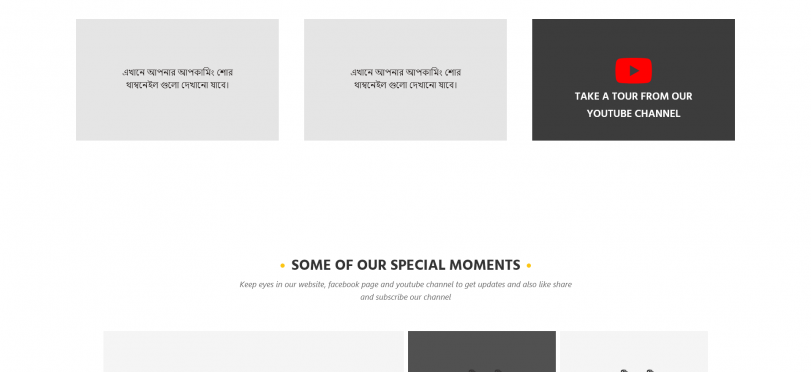 এখানে আপনার আপকামিং শোর
থাম্বনেইল গুলো দেখানো যাবে।
এখানে আপনার আপকামিং শোর
থাম্বনেইল গুলো দেখানো যাবে।
TAKE A TOUR FROM OUR
YOUTUBE CHANNEL
SOME OF OUR SPECIAL MOMENTS
Keep eyes in our website, facebook page and youtube channel to get updates and also like share
and subscribe our channel